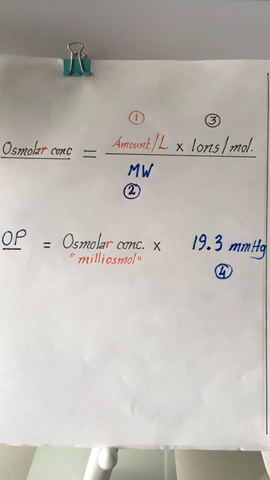 ① ③
Osmolar conc = Amount/L x Ions/mol.
MW
②
OP = Osmolar conc. x 19.3 mmHg
"milliosmol" ④